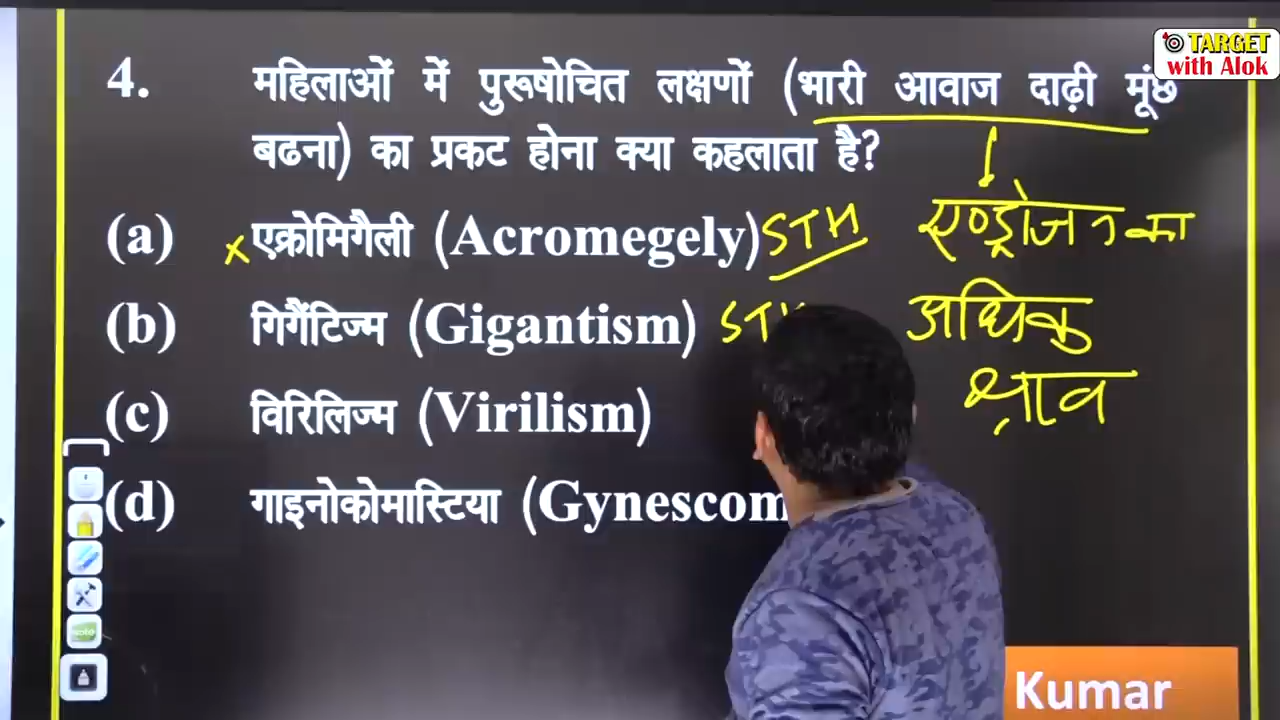 TARGET
with Alok
4. महिलाओं में पुरूषोचित लक्षणों (भारी आवाज दाढ़ी मूंछ
बढना) का प्रकट होना क्या कहलाता है?
(a) × एक्रोमिगैली (Acromegely) STH
(b) गिगैंटिज्म (Gigantism) STH
(c) विरिलिज्म (Virilism)
(d) गाइनोकोमास्टिया (Gynescom
एण्ड्रोजन का
अधिक
श्राव
Kumar